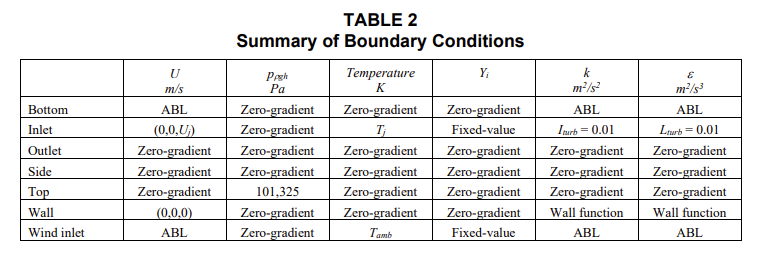 TABLE 2
Summary of Boundary Conditions
U p_ρgh Temperature Y_i k ε
m/s Pa K m²/s² m²/s³
Bottom ABL Zero-gradient Zero-gradient Zero-gradient ABL ABL
Inlet (0,0,U_j) Zero-gradient T_j Fixed-value I_turb = 0.01 L_turb = 0.01
Outlet Zero-gradient Zero-gradient Zero-gradient Zero-gradient Zero-gradient Zero-gradient
Side Zero-gradient Zero-gradient Zero-gradient Zero-gradient Zero-gradient Zero-gradient
Top Zero-gradient 101,325 Zero-gradient Zero-gradient Zero-gradient Zero-gradient
Wall (0,0,0) Zero-gradient Zero-gradient Zero-gradient Wall function Wall function
Wind inlet ABL Zero-gradient T_amb Fixed-value ABL ABL